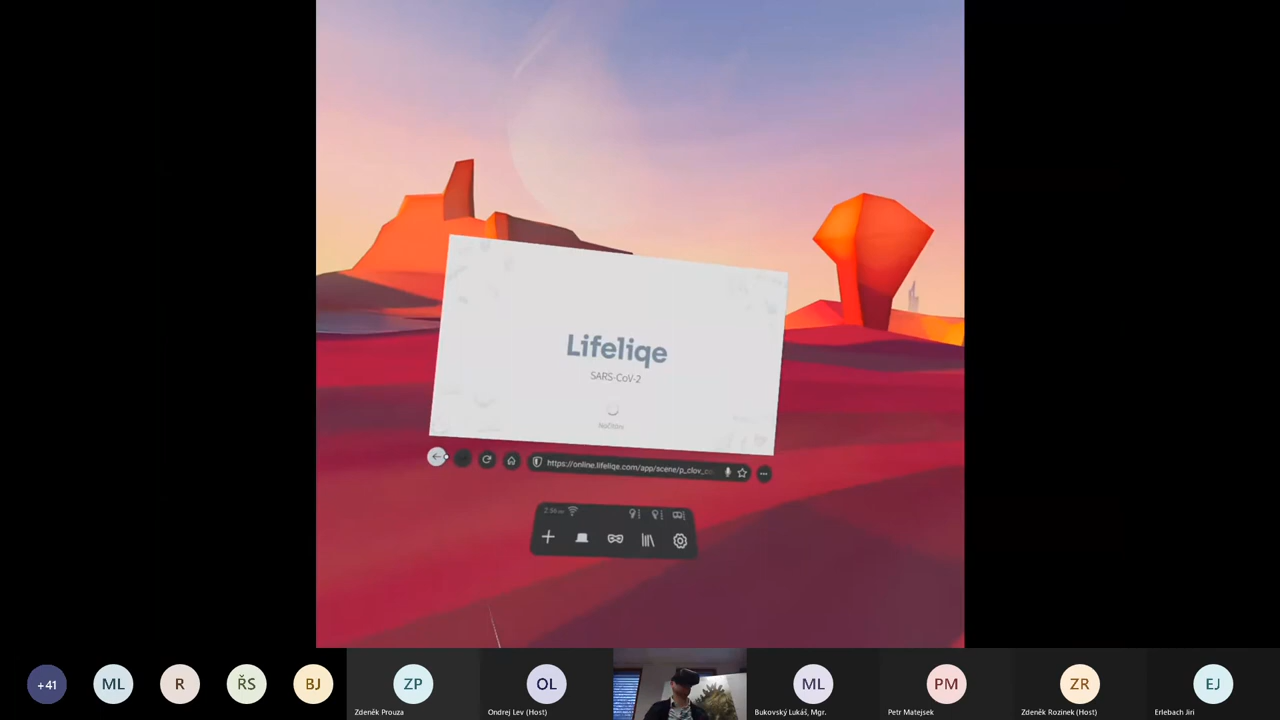 Lifeliqe
SARS-CoV-2
https://online.lifeliqe.com/app/scene/p_clov_
+41
ML
R
ŘS
BJ
ZP
Zdeněk Prouza
OL
Ondrej Lev (Host)
ML
Bukovský Lukáš, Mgr.
PM
Petr Matejsek
ZR
Zdeněk Rozinek (Host)
EJ
Erlebach Jiri